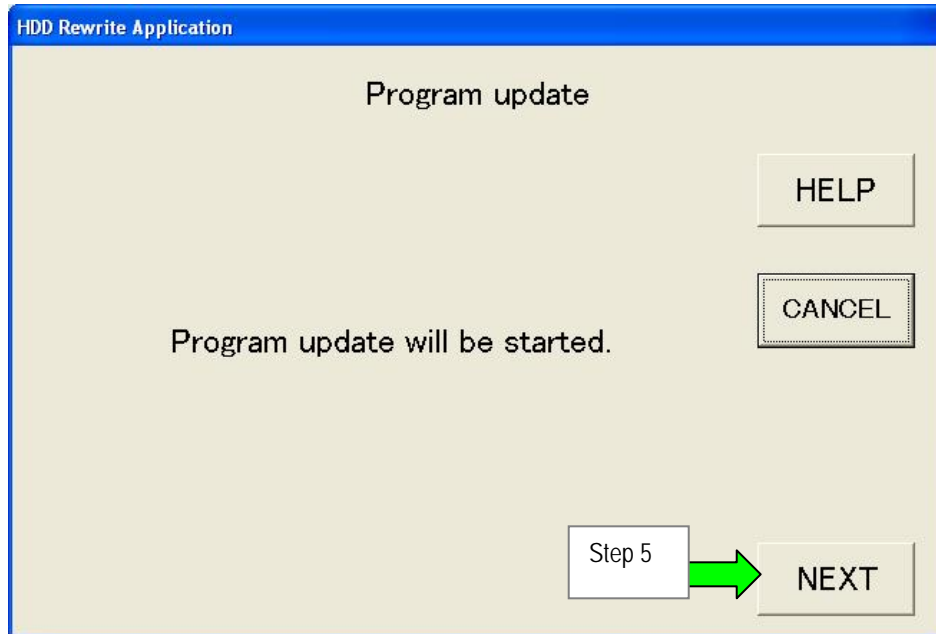 HDD Rewrite Application
Program update
HELP
CANCEL
Program update will be started.
Step 5
NEXT